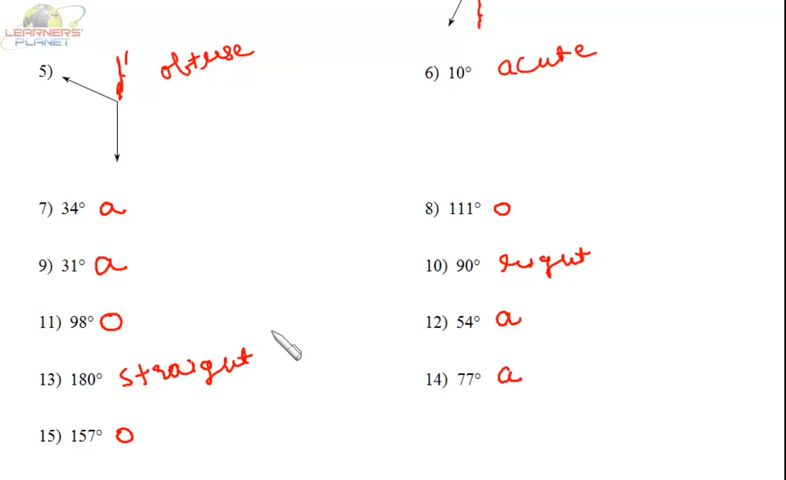 LEARNERS'
PLANET
5) obtuse
6) 10° acute
7) 34° a
8) 111° o
9) 31° a
10) 90° right
11) 98° o
12) 54° a
13) 180° straight
14) 77° a
15) 157° o